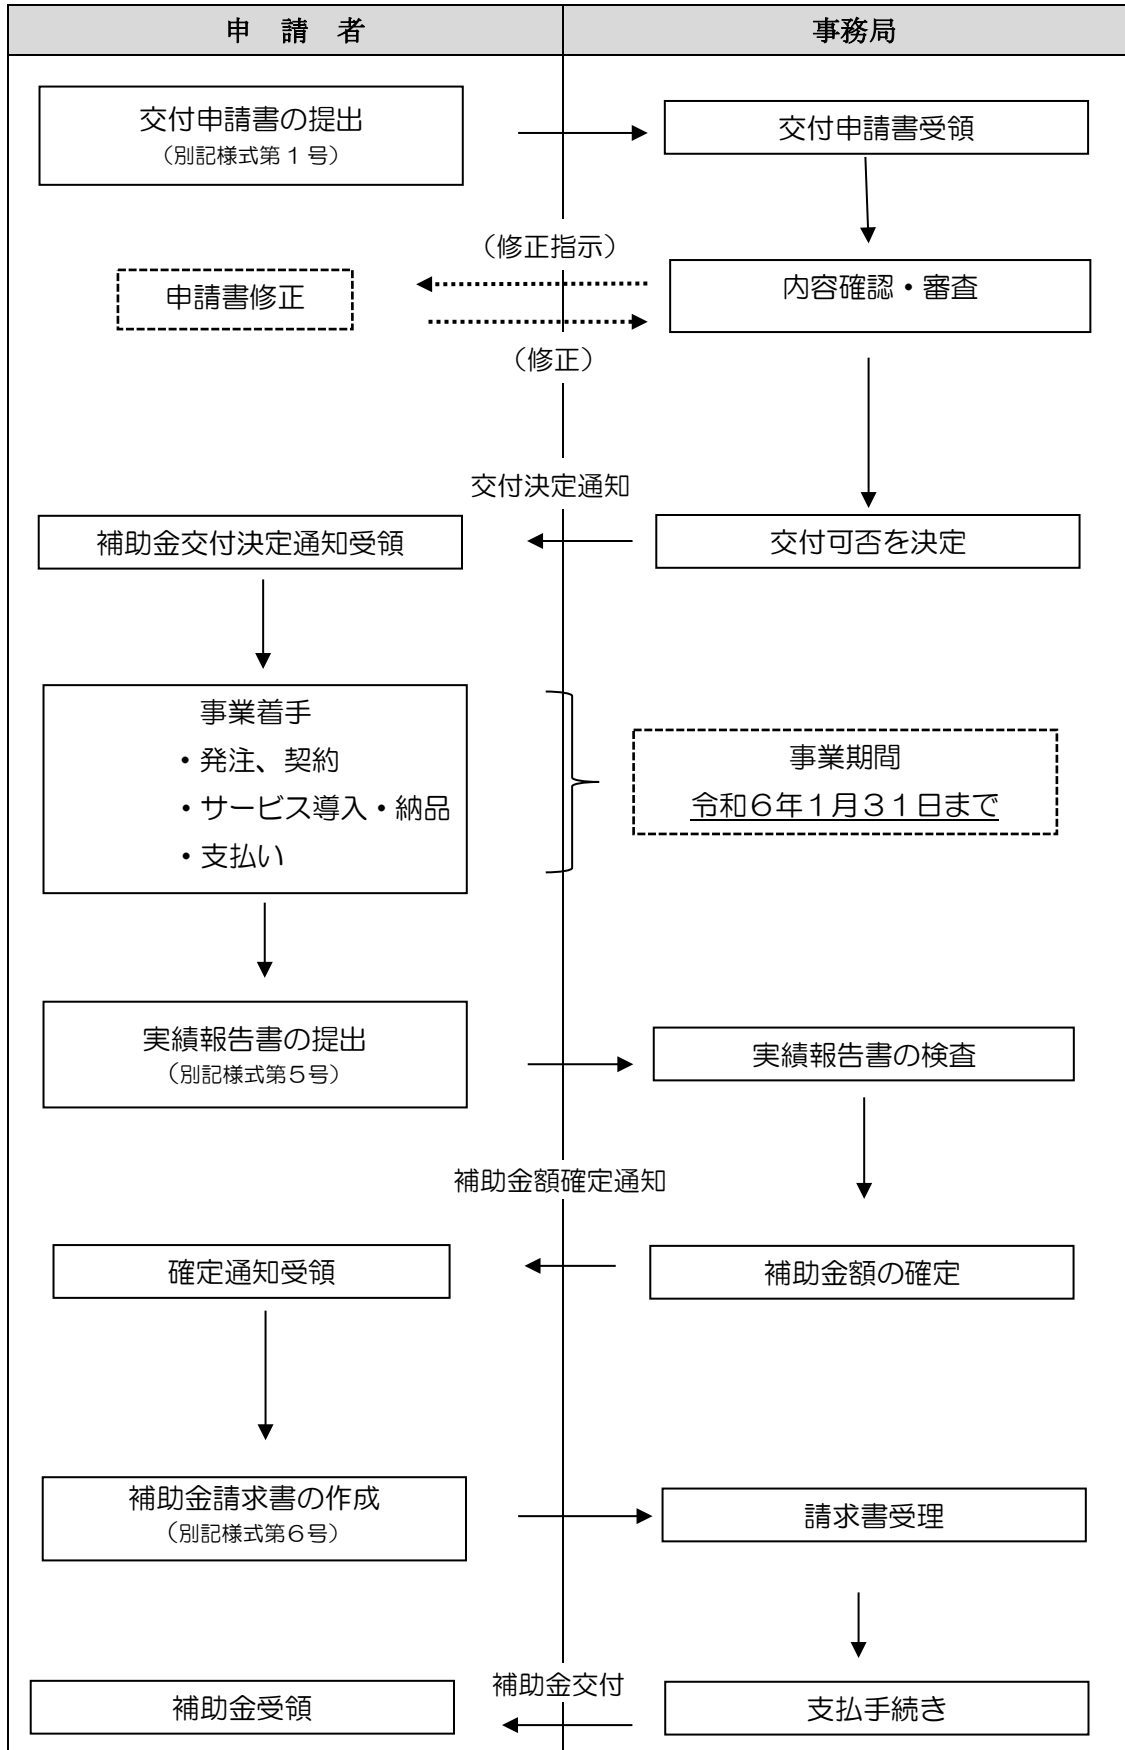 申　請　者
事務局
交付申請書の提出
（別記様式第１号）
交付申請書受領
（修正指示）
申請書修正
内容確認・審査
（修正）
交付決定通知
補助金交付決定通知受領
交付可否を決定
事業着手
・発注、契約
・サービス導入・納品
・支払い
事業期間
令和６年１月３１日まで
実績報告書の提出
（別記様式第５号）
実績報告書の検査
補助金額確定通知
確定通知受領
補助金額の確定
補助金請求書の作成
（別記様式第６号）
請求書受理
補助金交付
補助金受領
支払手続き